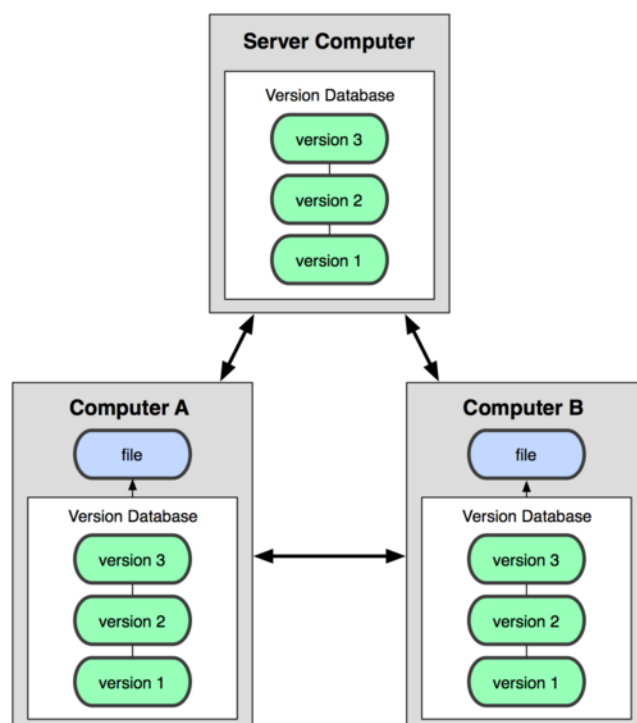 Server Computer
Version Database
version 3
version 2
version 1
Computer A
file
Version Database
version 3
version 2
version 1
Computer B
file
Version Database
version 3
version 2
version 1